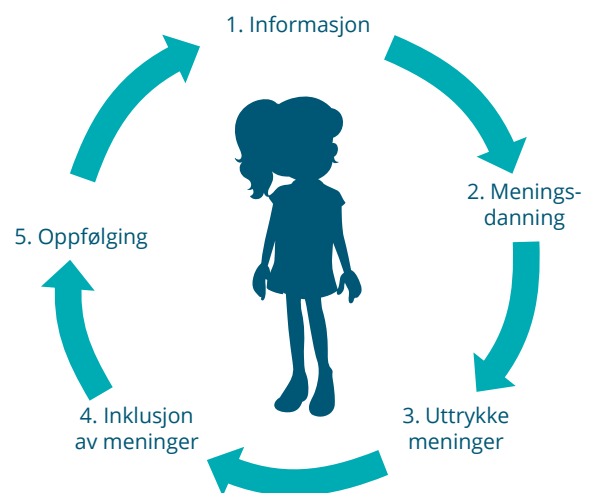 1. Informasjon
2. Menings-
danning
3. Uttrykke
meninger
4. Inklusjon
av meninger
5. Oppfølging